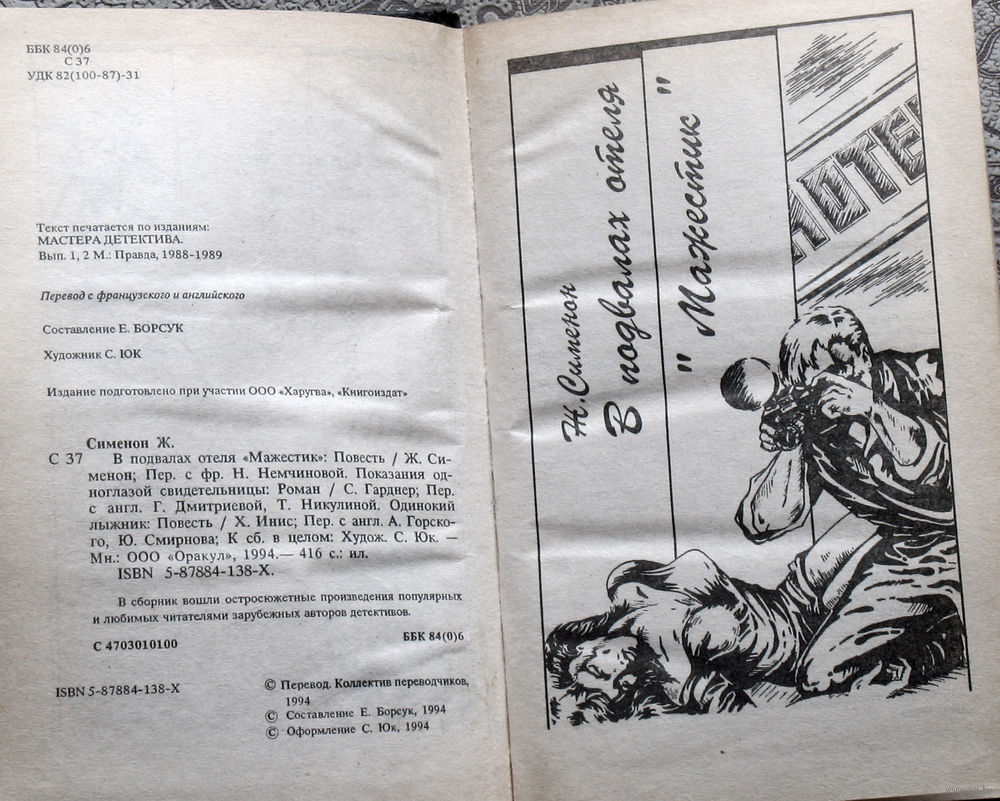 ББК 84(0)6
С 37
УДК 82(100-87)-31
Текст печатается по изданиям:
МАСТЕРА ДЕТЕКТИВА.
Вып. 1, 2 М.: Правда, 1988-1989
Перевод с французского и английского
Составление Е. БОРСУК
Художник С. ЮК
Издание подготовлено при участии ООО «Харугва», «Книгоиздат»
Сименон Ж.
С 37 В подвалах отеля «Мажестик»: Повесть / Ж. Си-
менон; Пер. с фр. Н. Немчиновой. Показания од-
ноглазой свидетельницы: Роман / С. Гарднер; Пер.
с англ. Г. Дмитриевой, Т. Никулиной. Одинокий
лыжник: Повесть / Х. Инис; Пер. с англ. А. Горско-
го, Ю. Смирнова; К сб. в целом: Худож. С. Юк. —
Мн.: ООО «Оракул», 1994.— 416 с.: ил.
ISBN 5-87884-138-X.
В сборник вошли остросюжетные произведения популярных
и любимых читателями зарубежных авторов детективов.
С 4703010100
ББК 84(0)6
ISBN 5-87884-138-X
© Перевод. Коллектив переводчиков,
1994
© Составление Е. Борсук, 1994
© Оформление С. Юк, 1994
Ж. Сименон
В подвалах отеля
"Мажестик"
ХОТЕ